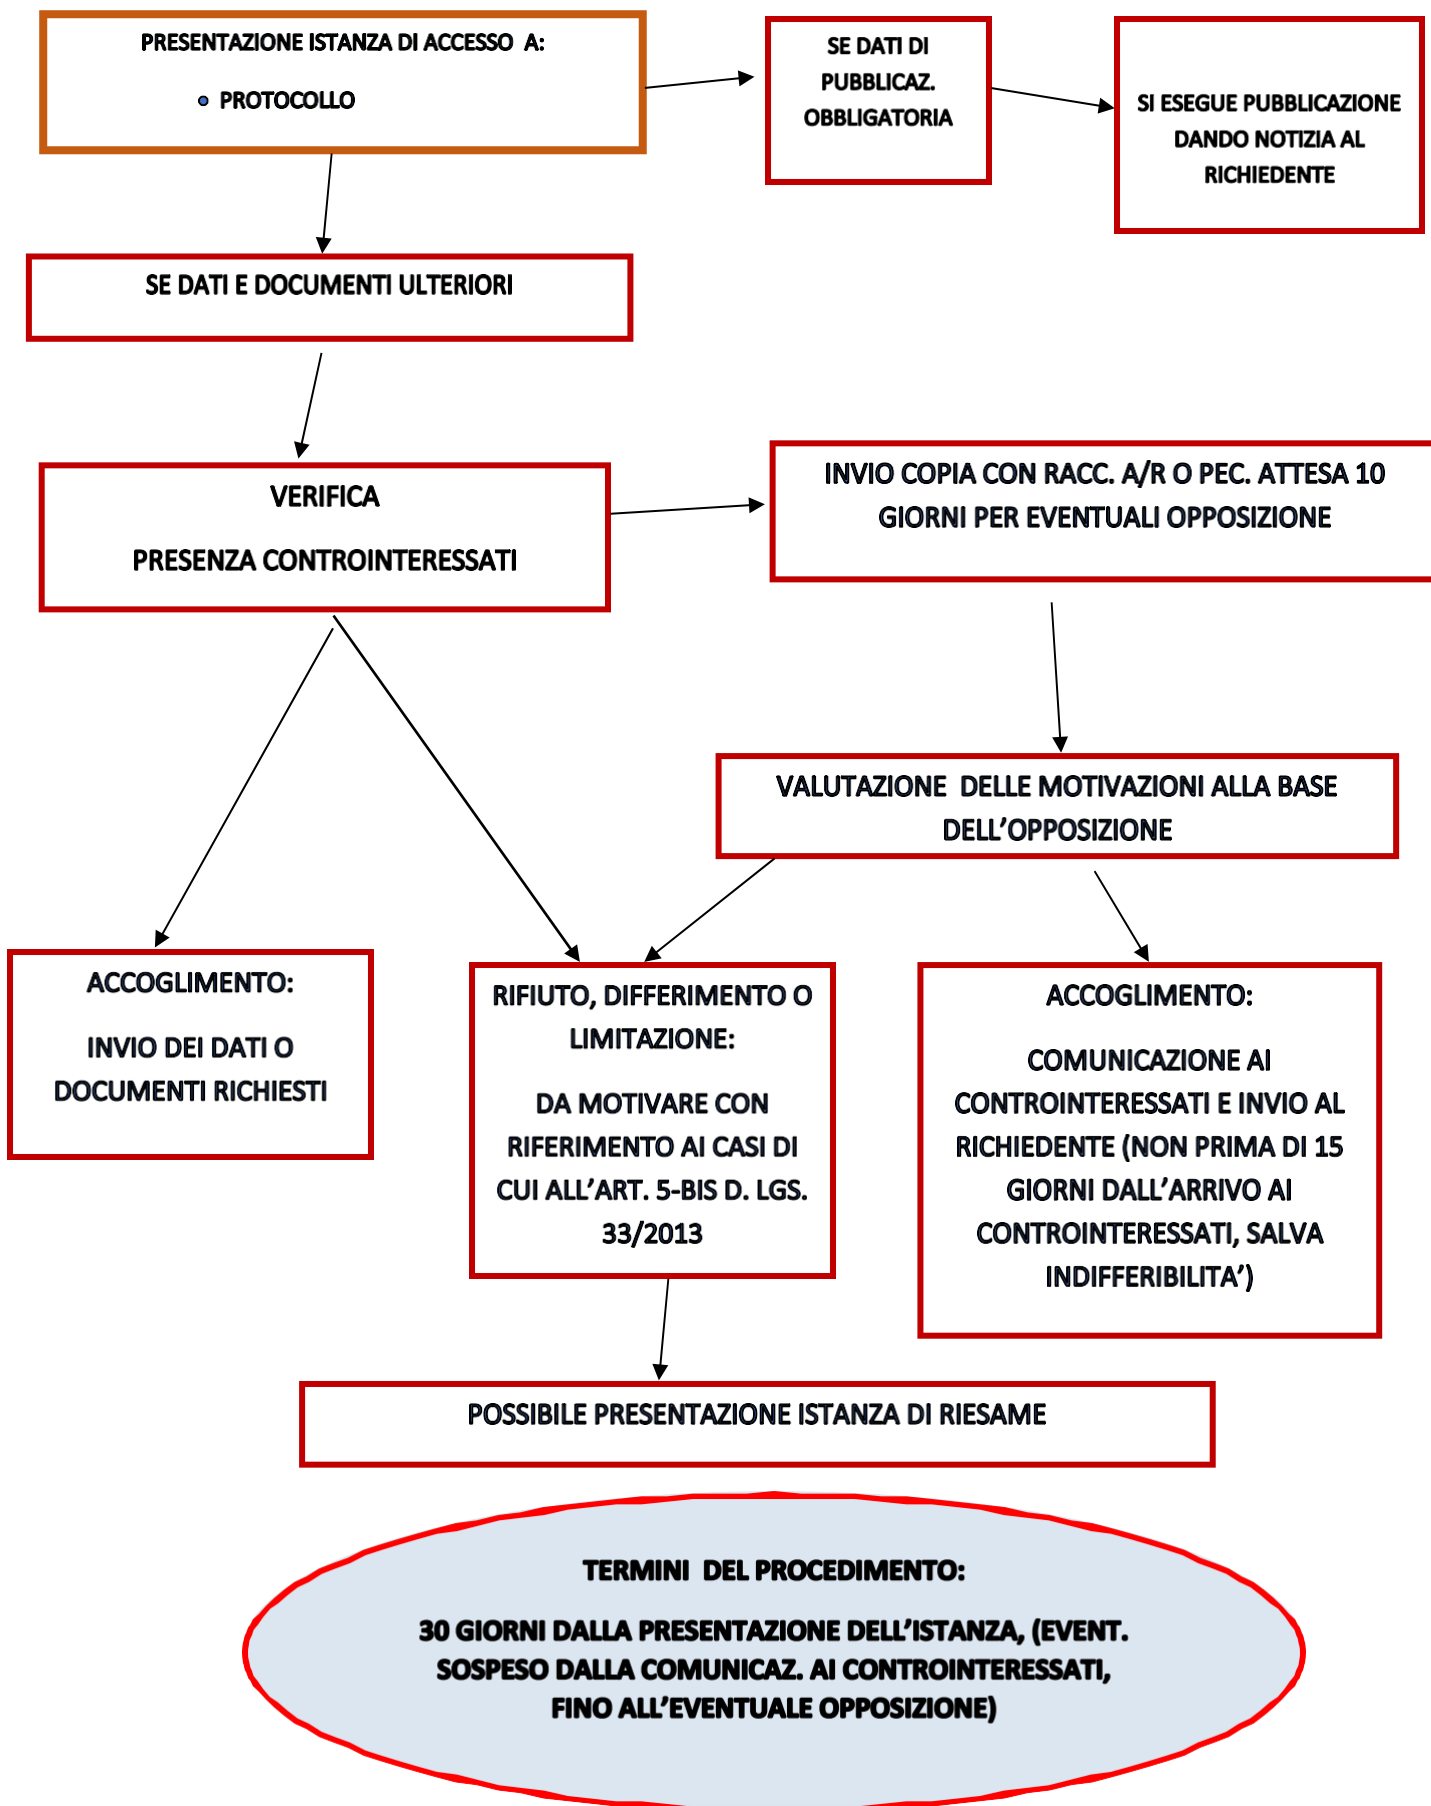 PRESENTAZIONE ISTANZA DI ACCESSO A:
PROTOCOLLO
SE DATI DI
PUBBLICAZ.
OBBLIGATORIA
SI ESEGUE PUBBLICAZIONE
DANDO NOTIZIA AL
RICHIEDENTE
SE DATI E DOCUMENTI ULTERIORI
VERIFICA
PRESENZA CONTROINTERESSATI
INVIO COPIA CON RACC. A/R O PEC. ATTESA 10
GIORNI PER EVENTUALI OPPOSIZIONE
VALUTAZIONE DELLE MOTIVAZIONI ALLA BASE
DELL’OPPOSIZIONE
ACCOGLIMENTO:
INVIO DEI DATI O
DOCUMENTI RICHIESTI
RIFIUTO, DIFFERIMENTO O
LIMITAZIONE:
DA MOTIVARE CON
RIFERIMENTO AI CASI DI
CUI ALL’ART. 5-BIS D. LGS.
33/2013
ACCOGLIMENTO:
COMUNICAZIONE AI
CONTROINTERESSATI E INVIO AL
RICHIEDENTE (NON PRIMA DI 15
GIORNI DALL’ARRIVO AI
CONTROINTERESSATI, SALVA
INDIFFERIBILITA’)
POSSIBILE PRESENTAZIONE ISTANZA DI RIESAME
TERMINI DEL PROCEDIMENTO:
30 GIORNI DALLA PRESENTAZIONE DELL’ISTANZA, (EVENT.
SOSPESO DALLA COMUNICAZ. AI CONTROINTERESSATI,
FINO ALL’EVENTUALE OPPOSIZIONE)